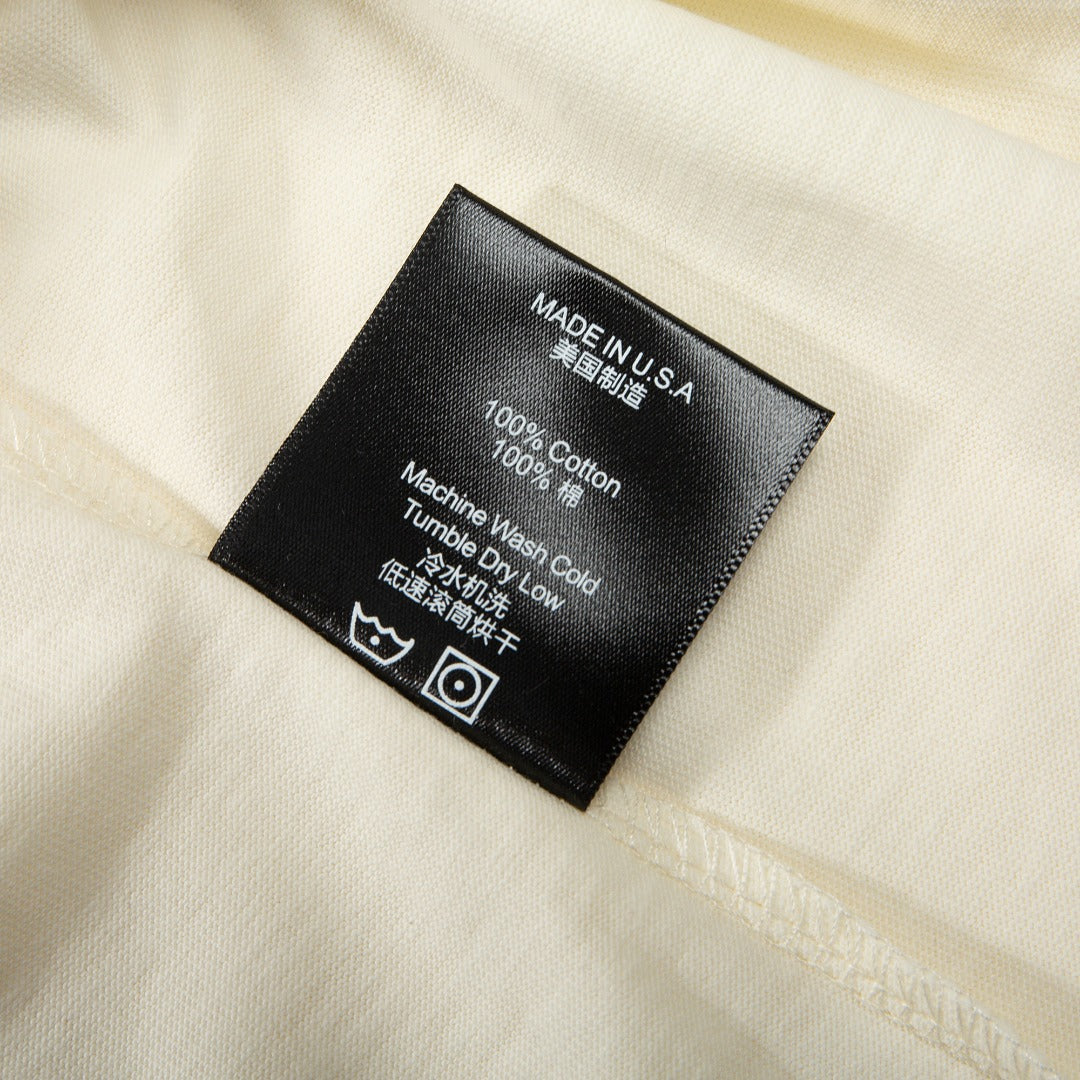 MADE IN U.S.A
美国制造
100% Cotton
100% 棉
Machine Wash Cold
Tumble Dry Low
冷水机洗
低速滚筒烘干